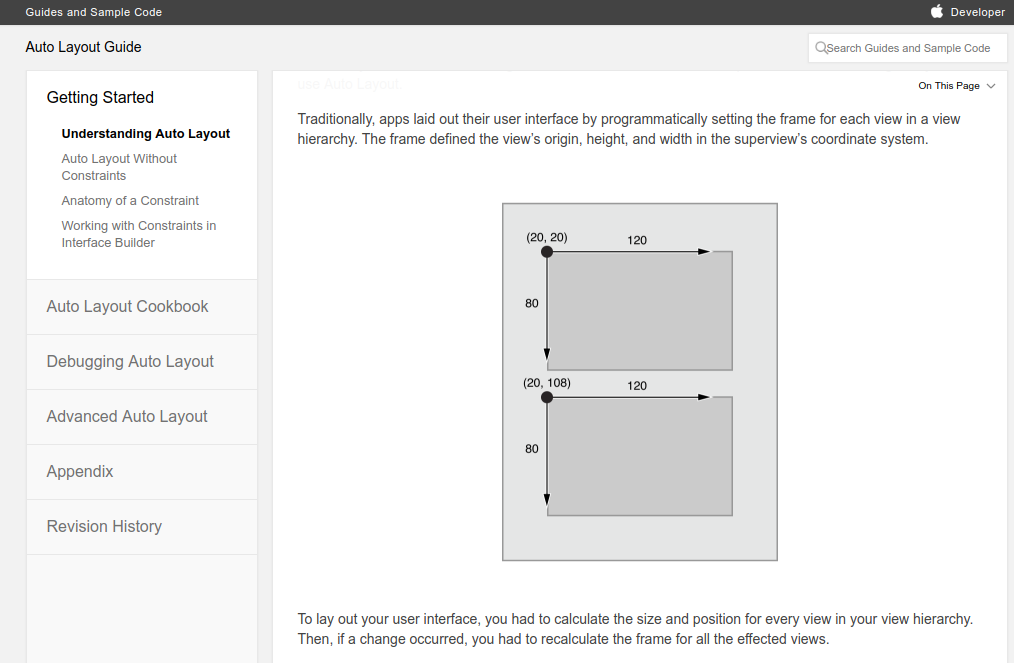 Guides and Sample Code
Developer
Auto Layout Guide
Search Guides and Sample Code
Getting Started
Understanding Auto Layout
Auto Layout Without
Constraints
Anatomy of a Constraint
Working with Constraints in
Interface Builder
Auto Layout Cookbook
Debugging Auto Layout
Advanced Auto Layout
Appendix
Revision History
use Auto Layout.
On This Page
Traditionally, apps laid out their user interface by programmatically setting the frame for each view in a view
hierarchy. The frame defined the view’s origin, height, and width in the superview’s coordinate system.
(20, 20)
120
80
(20, 108)
120
80
To lay out your user interface, you had to calculate the size and position for every view in your view hierarchy.
Then, if a change occurred, you had to recalculate the frame for all the effected views.